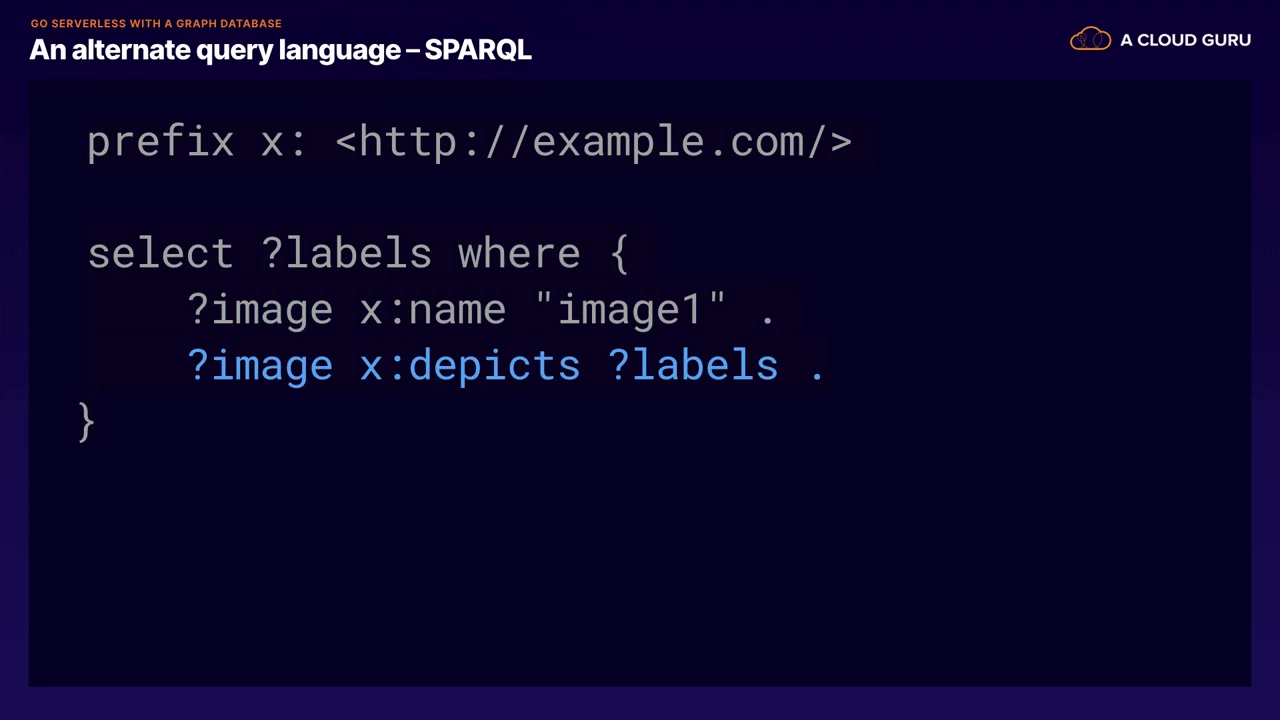 GO SERVERLESS WITH A GRAPH DATABASE
An alternate query language – SPARQL
A CLOUD GURU
prefix x: <http://example.com/>
select ?labels where {
?image x:name "image1" .
?image x:depicts ?labels .
}